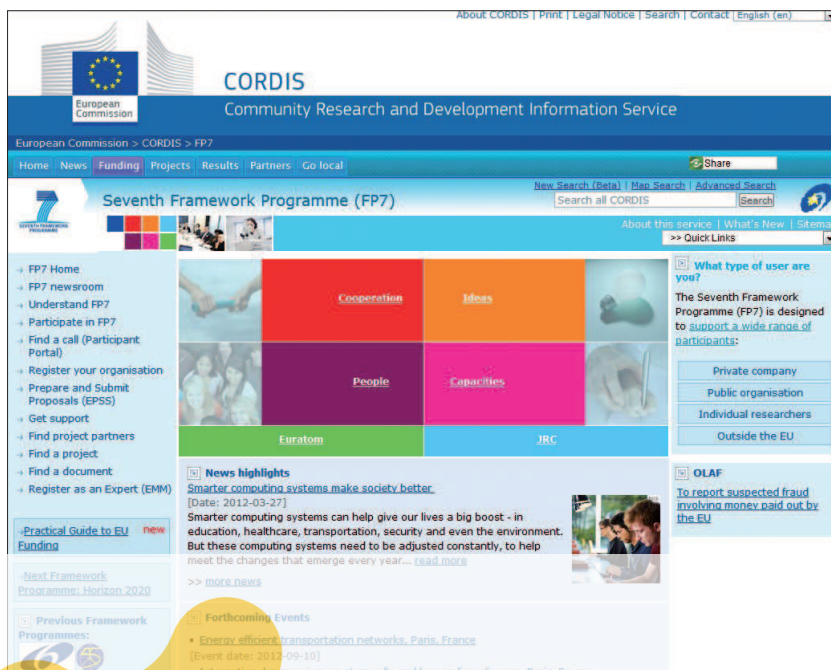 About CORDIS | Print | Legal Notice | Search | Contact English (en)
CORDIS
European
Commission
Community Research and Development Information Service
European Commission > CORDIS > FP7
Home News Funding Projects Results Partners Go local
Share
New Search (Beta) | Map Search | Advanced Search
Seventh Framework Programme (FP7)
Search all CORDIS Search
SEVENTH FRAMEWORK
PROGRAMME
About this service | What's New | Sitema
>> Quick Links
FP7 Home
FP7 newsroom
Understand FP7
Participate in FP7
Find a call (Participant
Portal)
Register your organisation
Prepare and Submit
Proposals (EPSS)
Get support
Find project partners
Find a project
Find a document
Register as an Expert (EMM)
Practical Guide to EU new
Funding
Next Framework
Programme: Horizon 2020
Previous Framework
Programmes:
Cooperation
Ideas
People
Capacities
Euratom
JRC
News highlights
Smarter computing systems make society better
[Date: 2012-03-27]
Smarter computing systems can help give our lives a big boost - in
education, healthcare, transportation, security and even the environment.
But these computing systems need to be adjusted constantly, to help
meet the changes that emerge every year... read more
>> more news
Forthcoming Events
• Energy efficient transportation networks, Paris, France
[Event date: 2012-09-10]
What type of user are
you?
The Seventh Framework
Programme (FP7) is designed
to support a wide range of
participants:
Private company
Public organisation
Individual researchers
Outside the EU
OLAF
To report suspected fraud
involving money paid out by
the EU